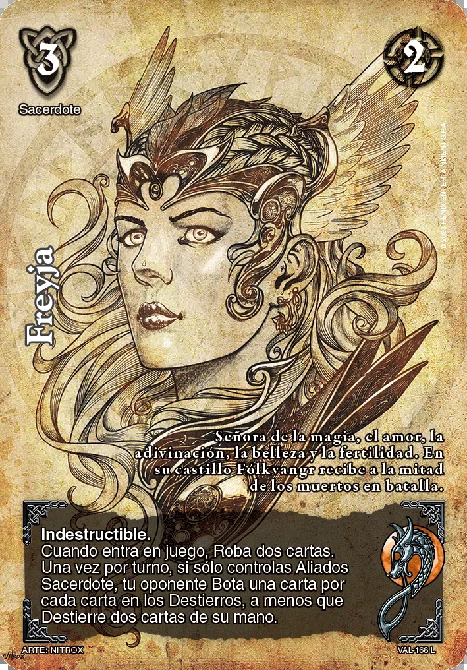 3
2
Sacerdote
Freyja
Señora de la magia, el amor, la
adivinación, la belleza y la fertilidad. En
su castillo Fólkvangr recibe a la mitad
de los muertos en batalla.
Indestructible.
Cuando entra en juego, Roba dos cartas.
Una vez por turno, si sólo controlas Aliados
Sacerdote, tu oponente Bota una carta por
cada carta en los Destierros, a menos que
Destierre dos cartas de su mano.
ARTE: NITROX